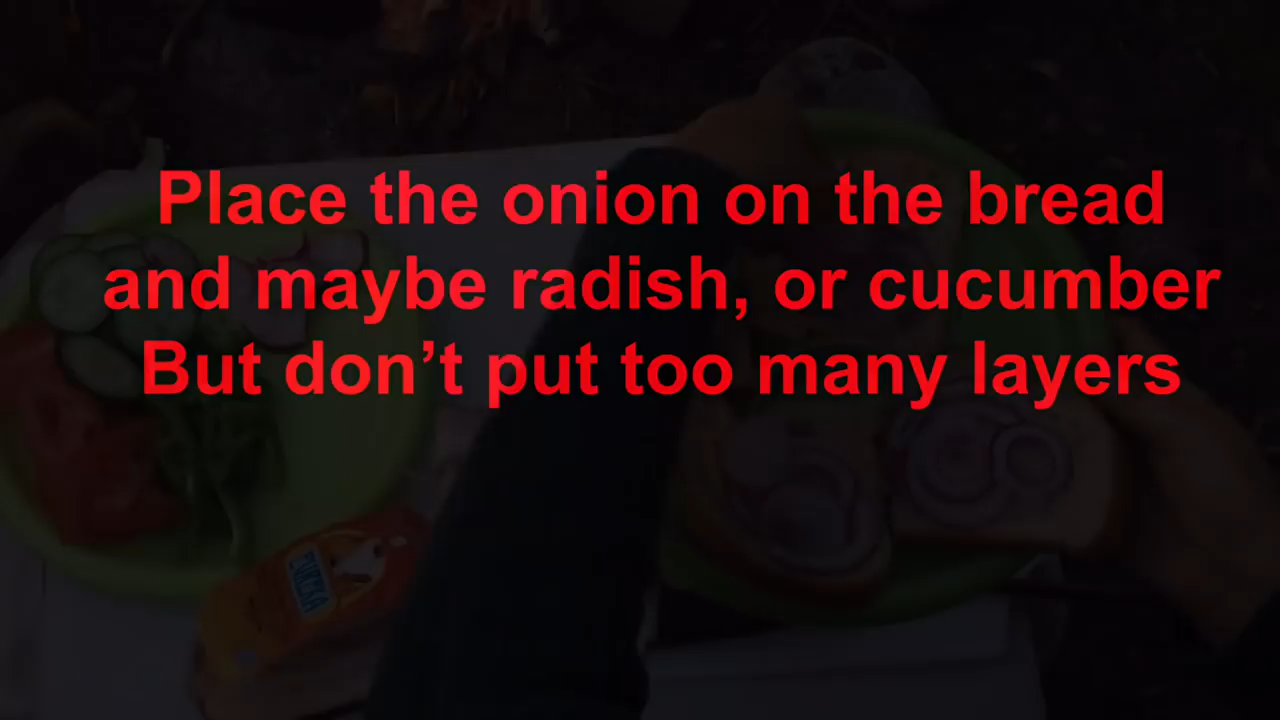 Place the onion on the bread
and maybe radish, or cucumber
But don’t put too many layers